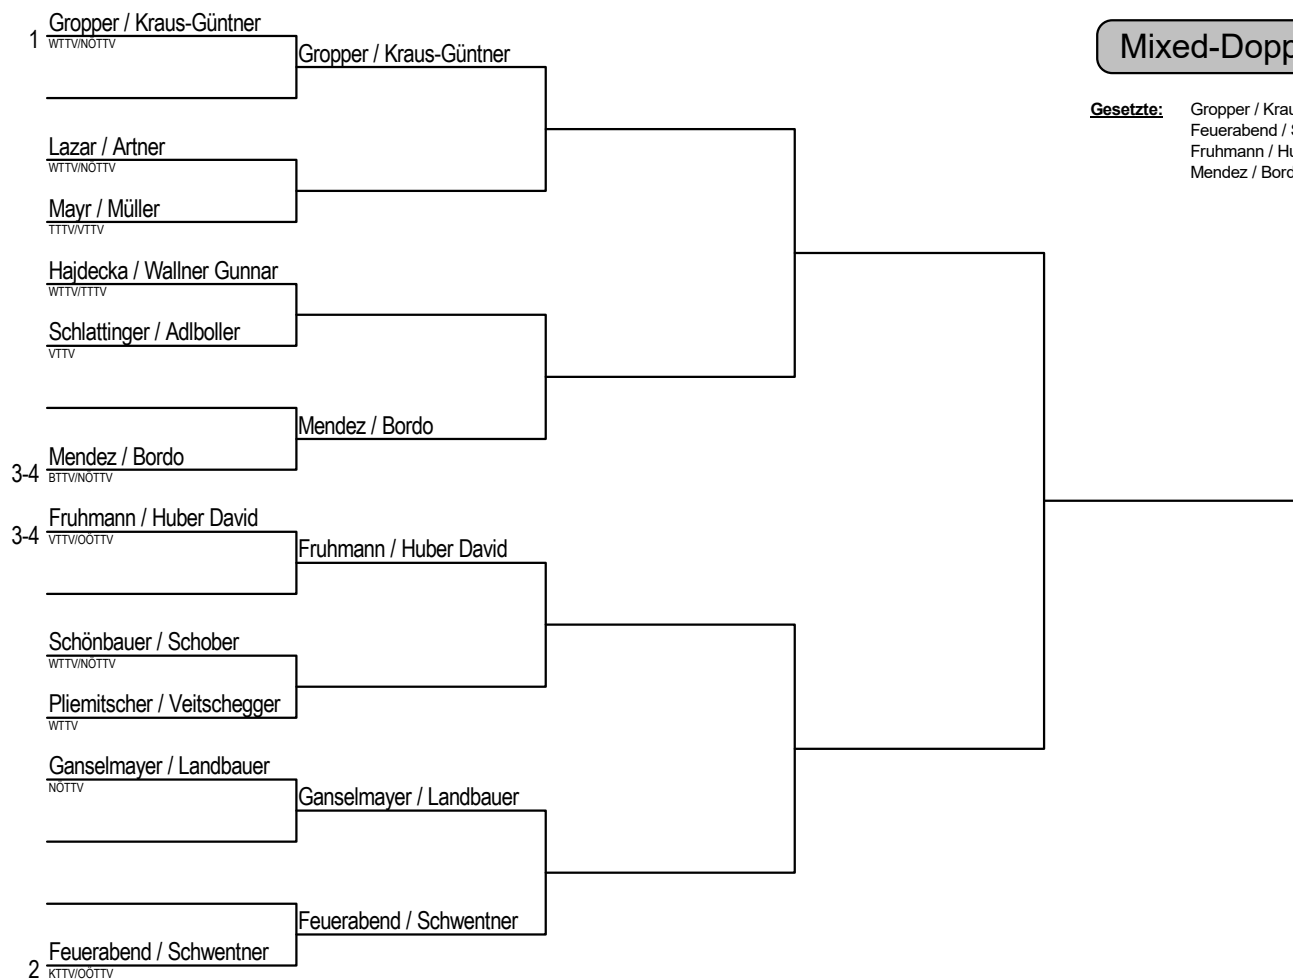 Gropper / Kraus-Güntner
1
WTTV/NÖTTV
Gropper / Kraus-Güntner
Mixed-Dopp
Gesetzte: Gropper / Krau
Feuerabend / S
Fruhmann / Hu
Mendez / Bord
Lazar / Artner
WTTV/NÖTTV
Mayr / Müller
TTTV/VTTV
Hajdecka / Wallner Gunnar
WTTV/TTTV
Schlattinger / Adlboller
VTTV
Mendez / Bordo
Mendez / Bordo
3-4
BTTV/NÖTTV
Fruhmann / Huber David
3-4
VTTV/OÖTTV
Fruhmann / Huber David
Schönbauer / Schober
WTTV/NÖTTV
Pliemitscher / Veitschegger
WTTV
Ganselmayer / Landbauer
NÖTTV
Ganselmayer / Landbauer
Feuerabend / Schwentner
Feuerabend / Schwentner
2
KTTV/OÖTTV